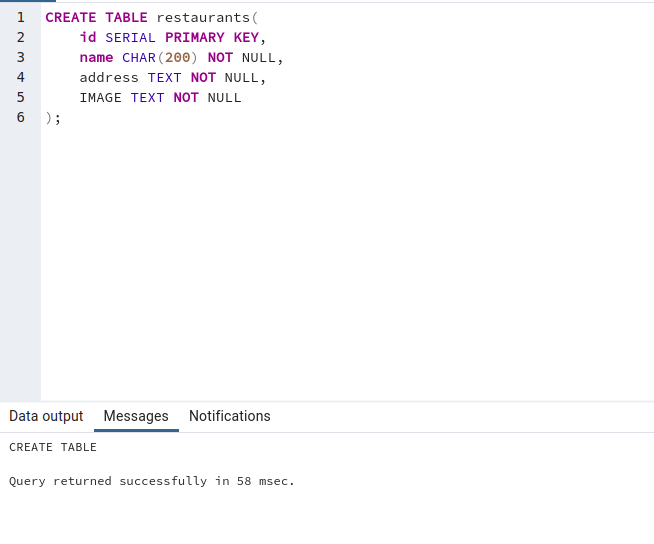 1 CREATE TABLE restaurants(
2     id SERIAL PRIMARY KEY,
3     name CHAR(200) NOT NULL,
4     address TEXT NOT NULL,
5     IMAGE TEXT NOT NULL
6 );
Data output Messages Notifications
CREATE TABLE
Query returned successfully in 58 msec.